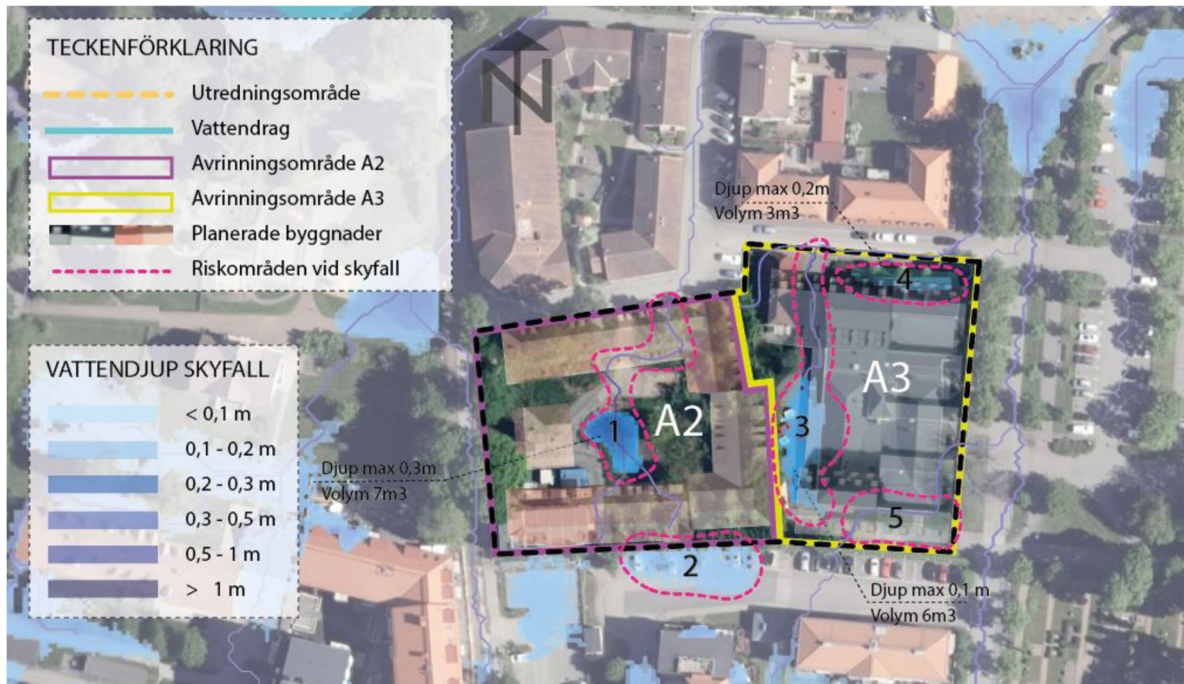 TECKENFÖRKLARING
Utredningsområde
Vattendrag
Avrinningsområde A2
Avrinningsområde A3
Planerade byggnader
Riskområden vid skyfall
N
VATTENDJUP SKYFALL
< 0,1 m
0,1 - 0,2 m
0,2 - 0,3 m
0,3 - 0,5 m
0,5 - 1 m
> 1 m
Djup max 0,2m
Volym 3m3
4
A3
A2
1
3
Djup max 0,3m
Volym 7m3
5
2
Djup max 0,1 m
Volym 6m3